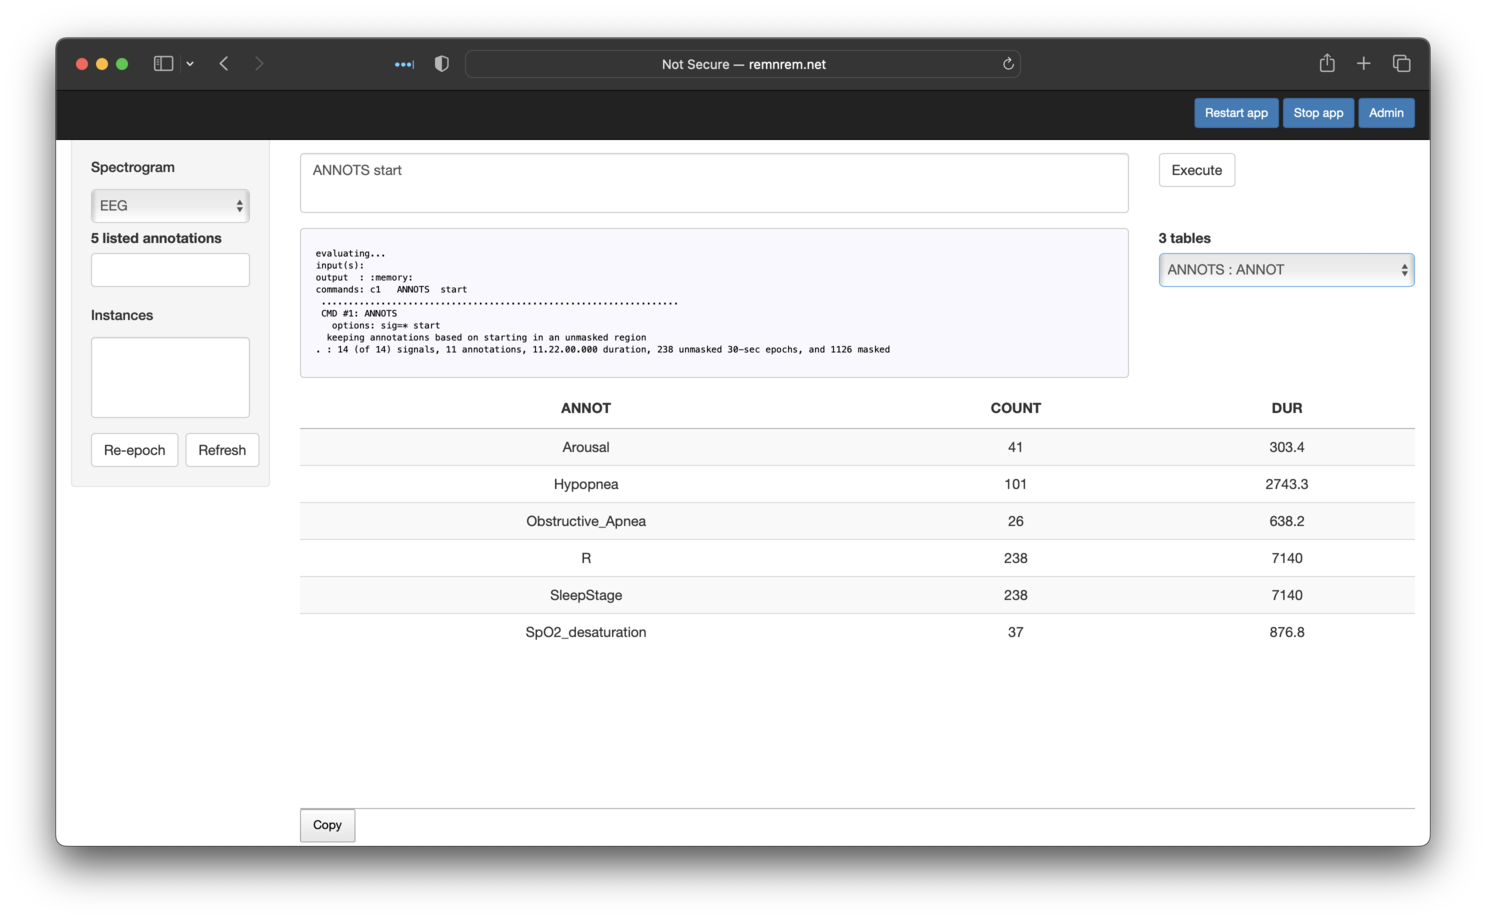 Not Secure — remnrem.net
Restart app
Stop app
Admin
Spectrogram
EEG
5 listed annotations
Instances
Re-epoch
Refresh
ANNOTS start
Execute
3 tables
ANNOTS : ANNOT
evaluating...
input(s):
output : :memory:
commands: c1 ANNOTS start
..................................................................
CMD #1: ANNOTS
options: sig=* start
keeping annotations based on starting in an unmasked region
. : 14 (of 14) signals, 11 annotations, 11.22.00.000 duration, 238 unmasked 30-sec epochs, and 1126 masked
ANNOT COUNT DUR
Arousal 41 303.4
Hypopnea 101 2743.3
Obstructive_Apnea 26 638.2
R 238 7140
SleepStage 238 7140
SpO2_desaturation 37 876.8
Copy